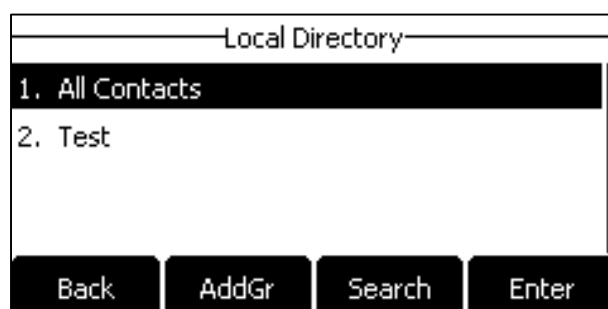 Local Directory
1. All Contacts
2. Test
Back AddGr Search Enter